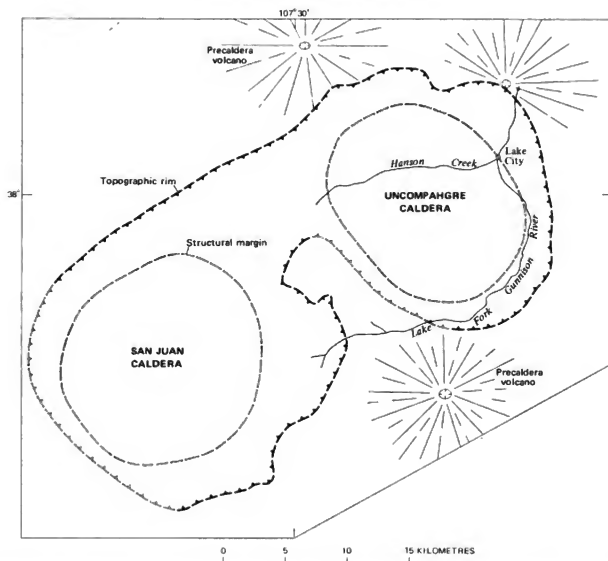 107°30'
Precaldera
volcano
Lake
City
Hanson Creek
38°
Topographic rim
UNCOMPAHGRE
CALDERA
River
Structural margin
Gunnison
Fork
Lake
SAN JUAN
CALDERA
Precaldera
volcano
0 5 10 15 KILOMETRES